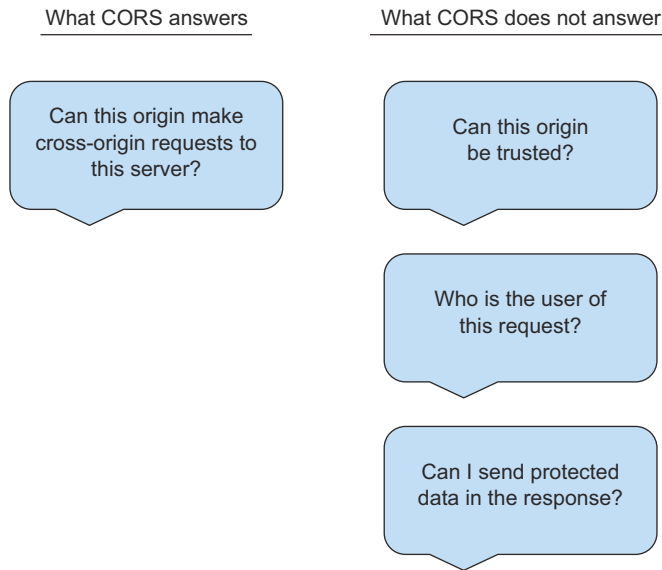 What CORS answers
Can this origin make
cross-origin requests to
this server?
What CORS does not answer
Can this origin
be trusted?
Who is the user of
this request?
Can I send protected
data in the response?